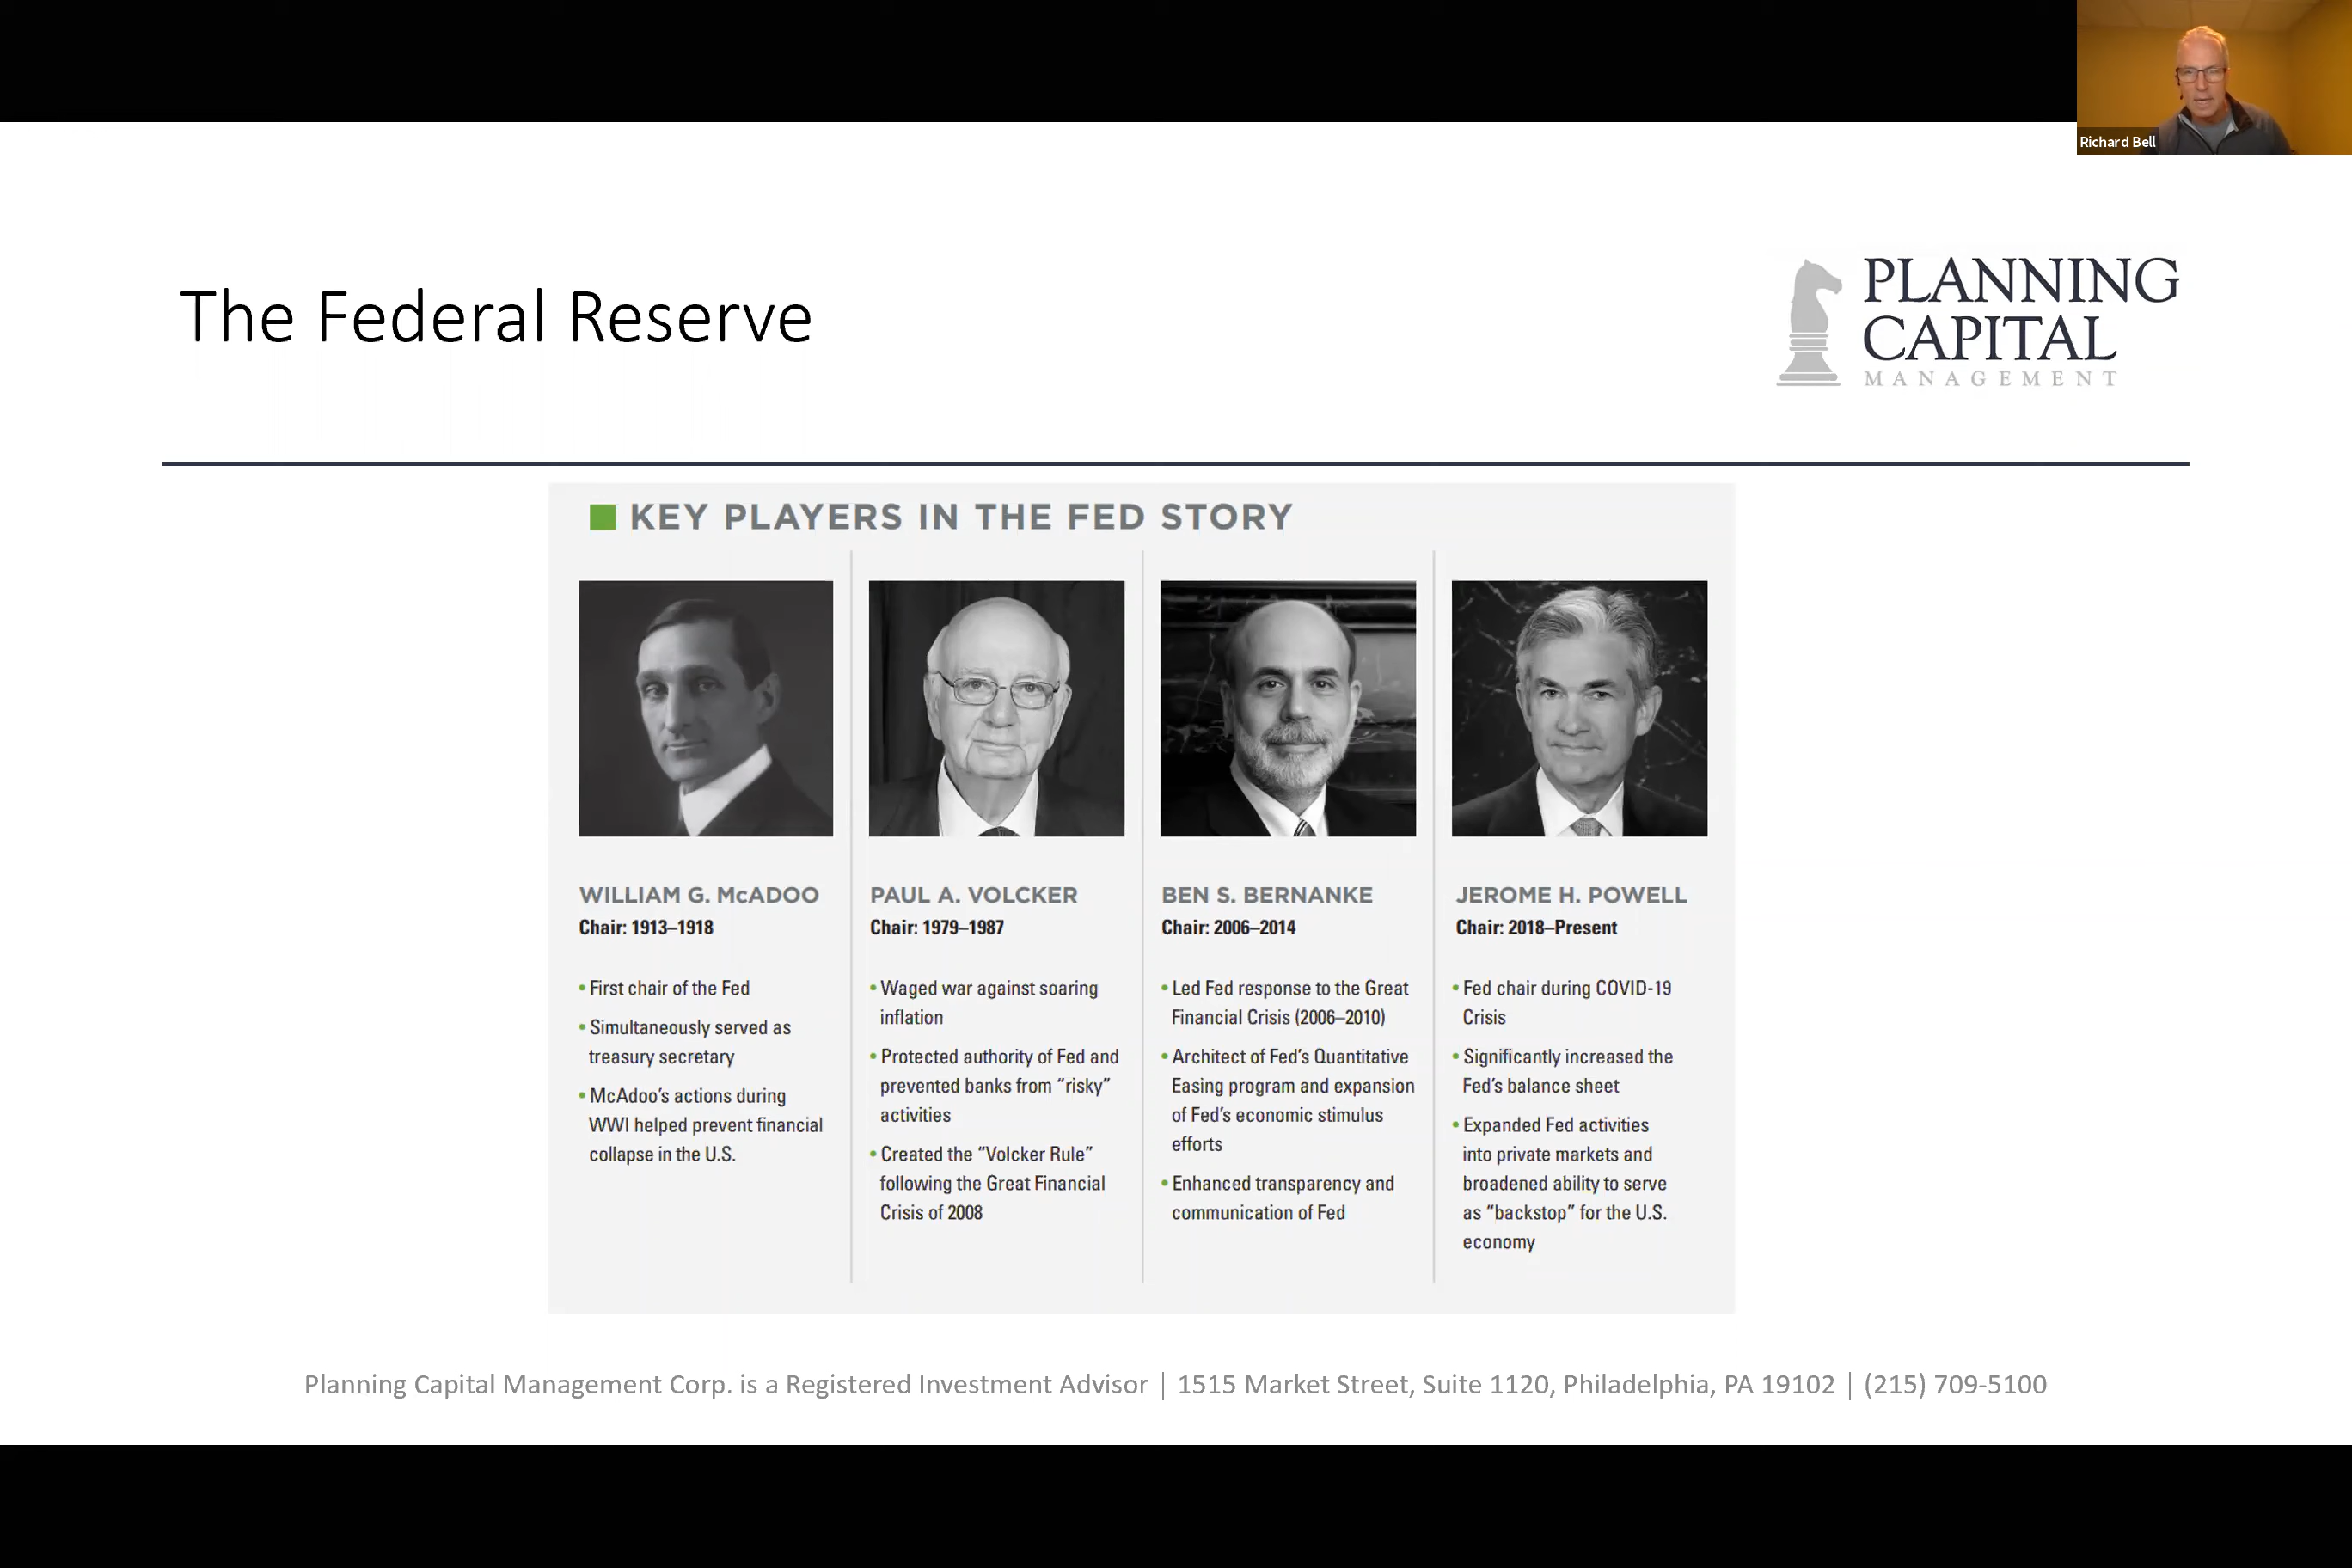 Richard Bell
The Federal Reserve
PLANNING
CAPITAL
MANAGEMENT
KEY PLAYERS IN THE FED STORY
WILLIAM G. McADOO
Chair: 1913–1918
• First chair of the Fed
• Simultaneously served as
treasury secretary
• McAdoo's actions during
WWI helped prevent financial
collapse in the U.S.
PAUL A. VOLCKER
Chair: 1979–1987
• Waged war against soaring
inflation
• Protected authority of Fed and
prevented banks from “risky”
activities
• Created the “Volcker Rule”
following the Great Financial
Crisis of 2008
BEN S. BERNANKE
Chair: 2006–2014
• Led Fed response to the Great
Financial Crisis (2006–2010)
• Architect of Fed's Quantitative
Easing program and expansion
of Fed's economic stimulus
efforts
• Enhanced transparency and
communication of Fed
JEROME H. POWELL
Chair: 2018–Present
• Fed chair during COVID-19
Crisis
• Significantly increased the
Fed's balance sheet
• Expanded Fed activities
into private markets and
broadened ability to serve
as “backstop” for the U.S.
economy
Planning Capital Management Corp. is a Registered Investment Advisor | 1515 Market Street, Suite 1120, Philadelphia, PA 19102 | (215) 709-5100